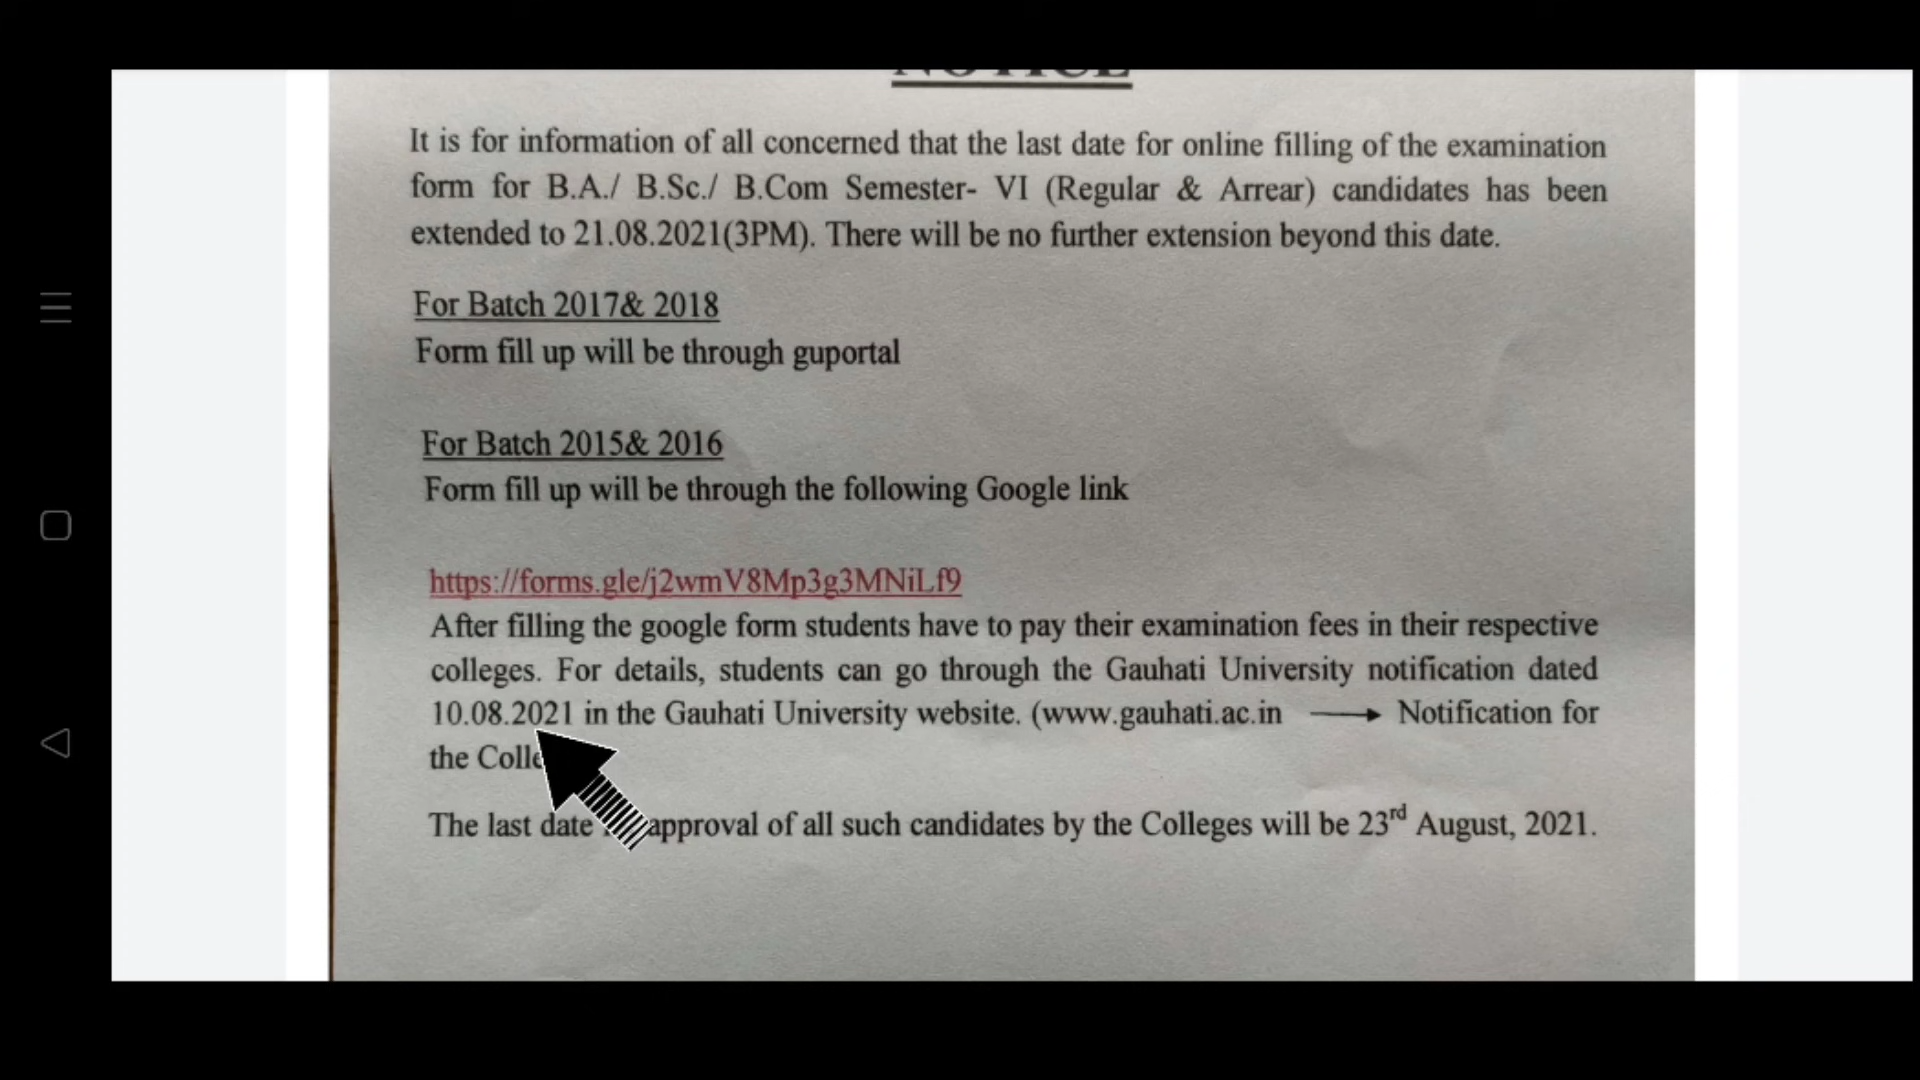 NOTICE
It is for information of all concerned that the last date for online filling of the examination
form for B.A./ B.Sc./ B.Com Semester- VI (Regular & Arrear) candidates has been
extended to 21.08.2021(3PM). There will be no further extension beyond this date.
For Batch 2017& 2018
Form fill up will be through guportal
For Batch 2015& 2016
Form fill up will be through the following Google link
https://forms.gle/j2wmV8Mp3g3MNiLf9
After filling the google form students have to pay their examination fees in their respective
colleges. For details, students can go through the Gauhati University notification dated
10.08.2021 in the Gauhati University website. (www.gauhati.ac.in ⟶ Notification for
the Colle
The last date approval of all such candidates by the Colleges will be 23rd August, 2021.